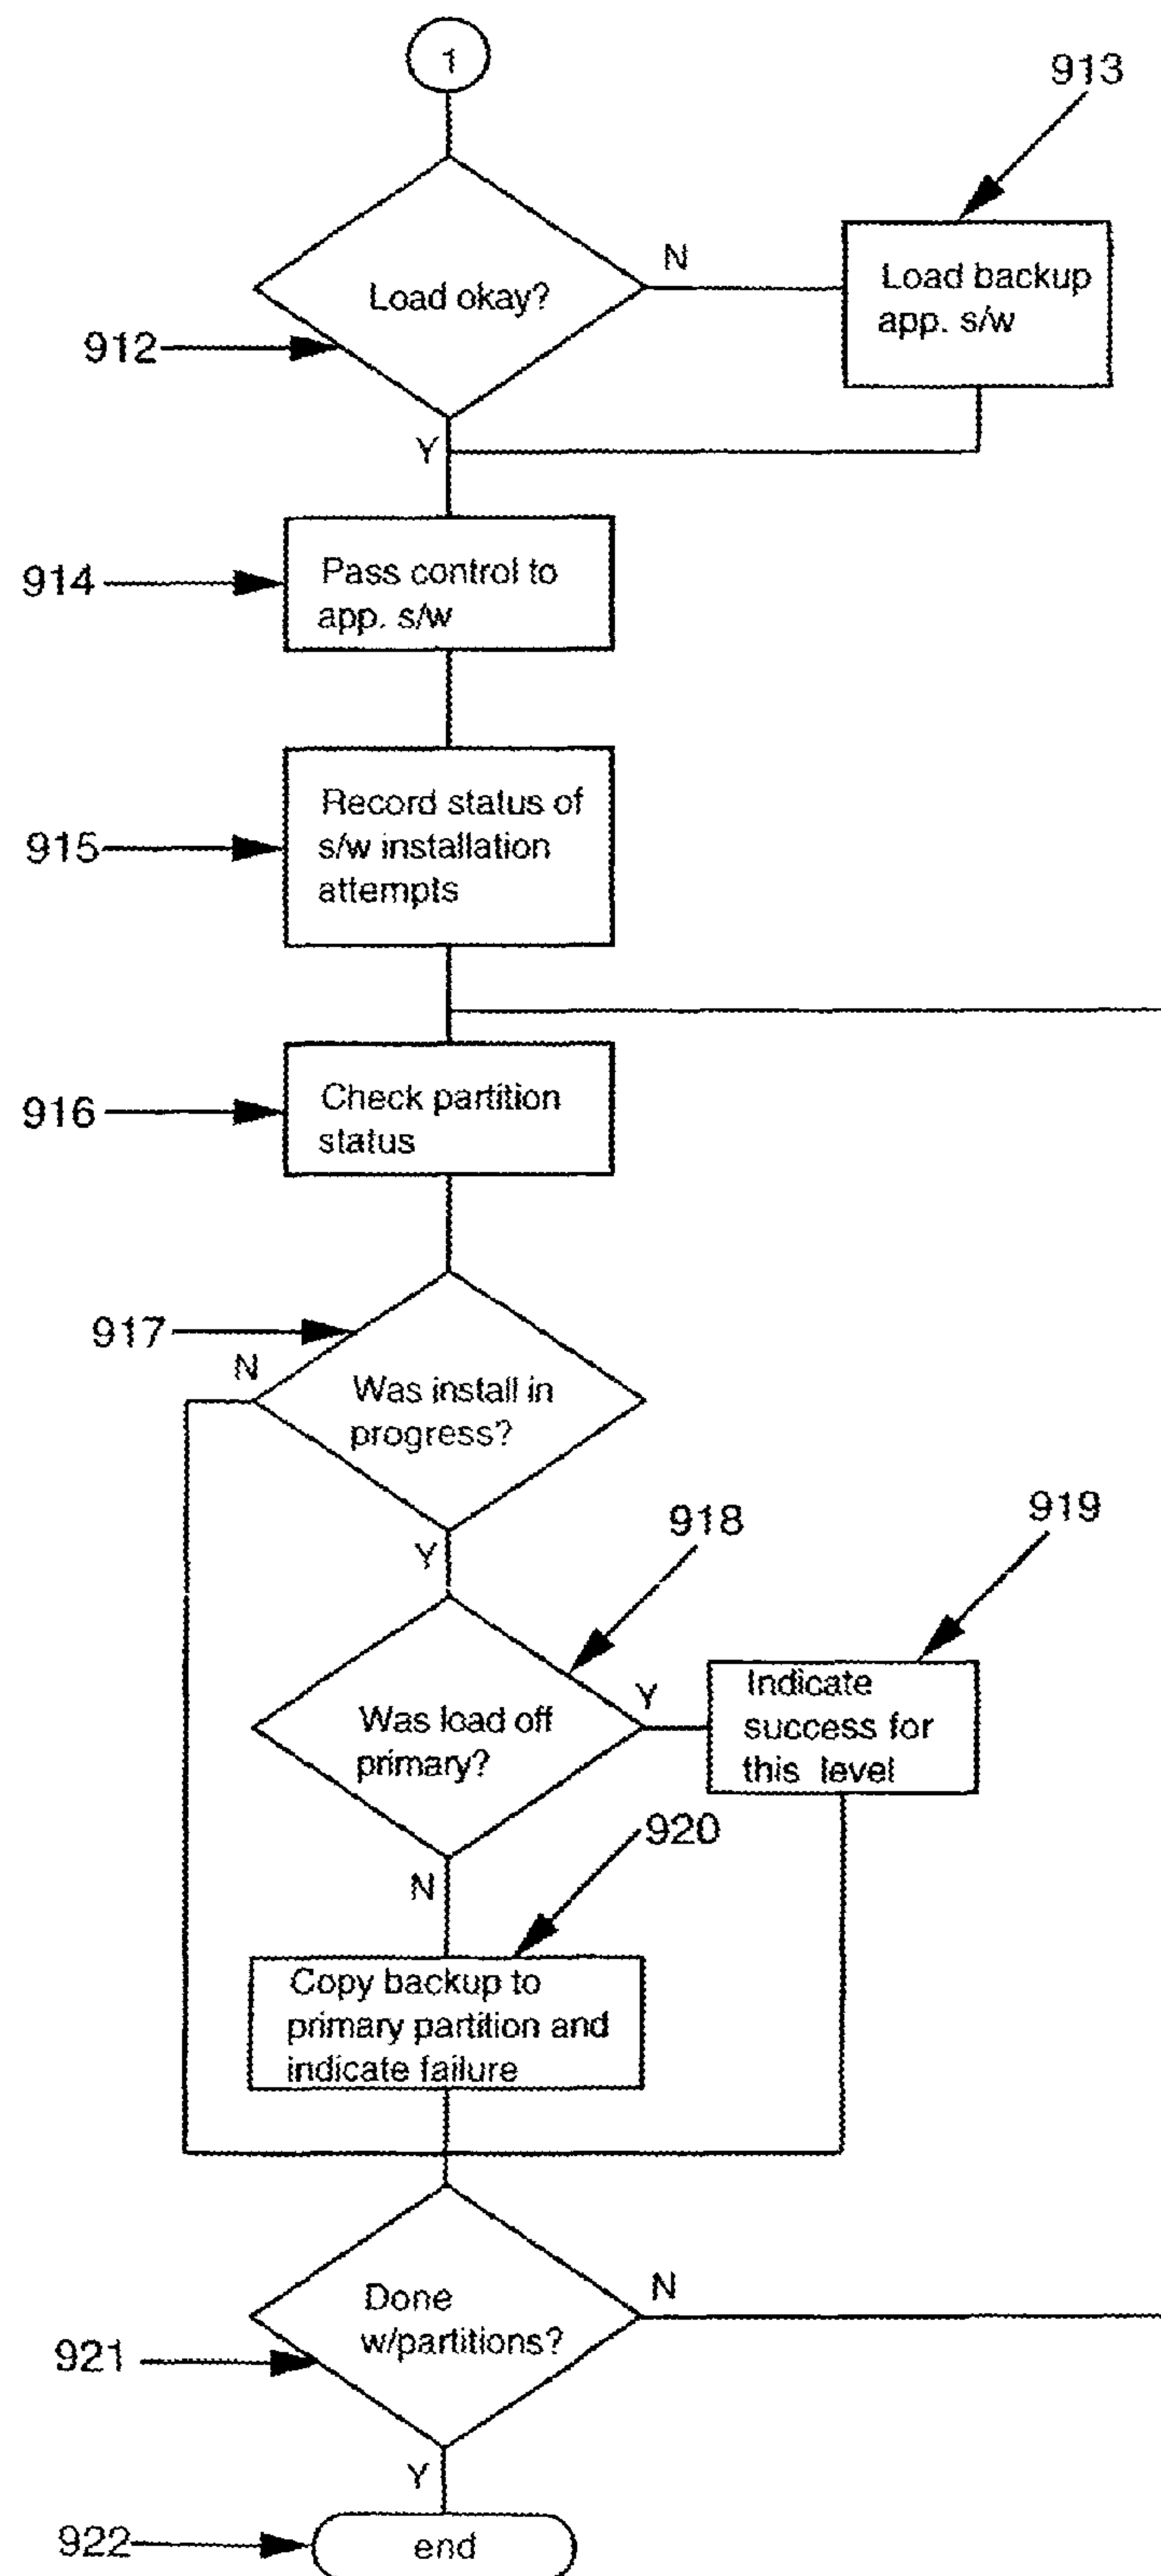 1
913
N
Load okay?
Load backup
app. s/w
912
Y
914
Pass control to
app. s/w
915
Record status of
s/w installation
attempts
916
Check partition
status
917
N
Was install in
progress?
Y
918
919
Was load off
primary?
Y
Indicate
success for
this level
920
N
Copy backup to
primary partition and
indicate failure
Done
w/partitions?
N
921
Y
922
end